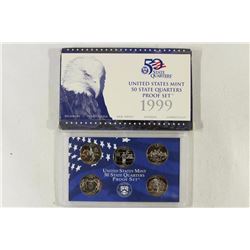 50
STATE
QUARTERS
UNITED STATES MINT
50 STATE QUARTERS
PROOF SET
1999
UNITED STATES MINT
50 STATE QUARTERS
PROOF SET